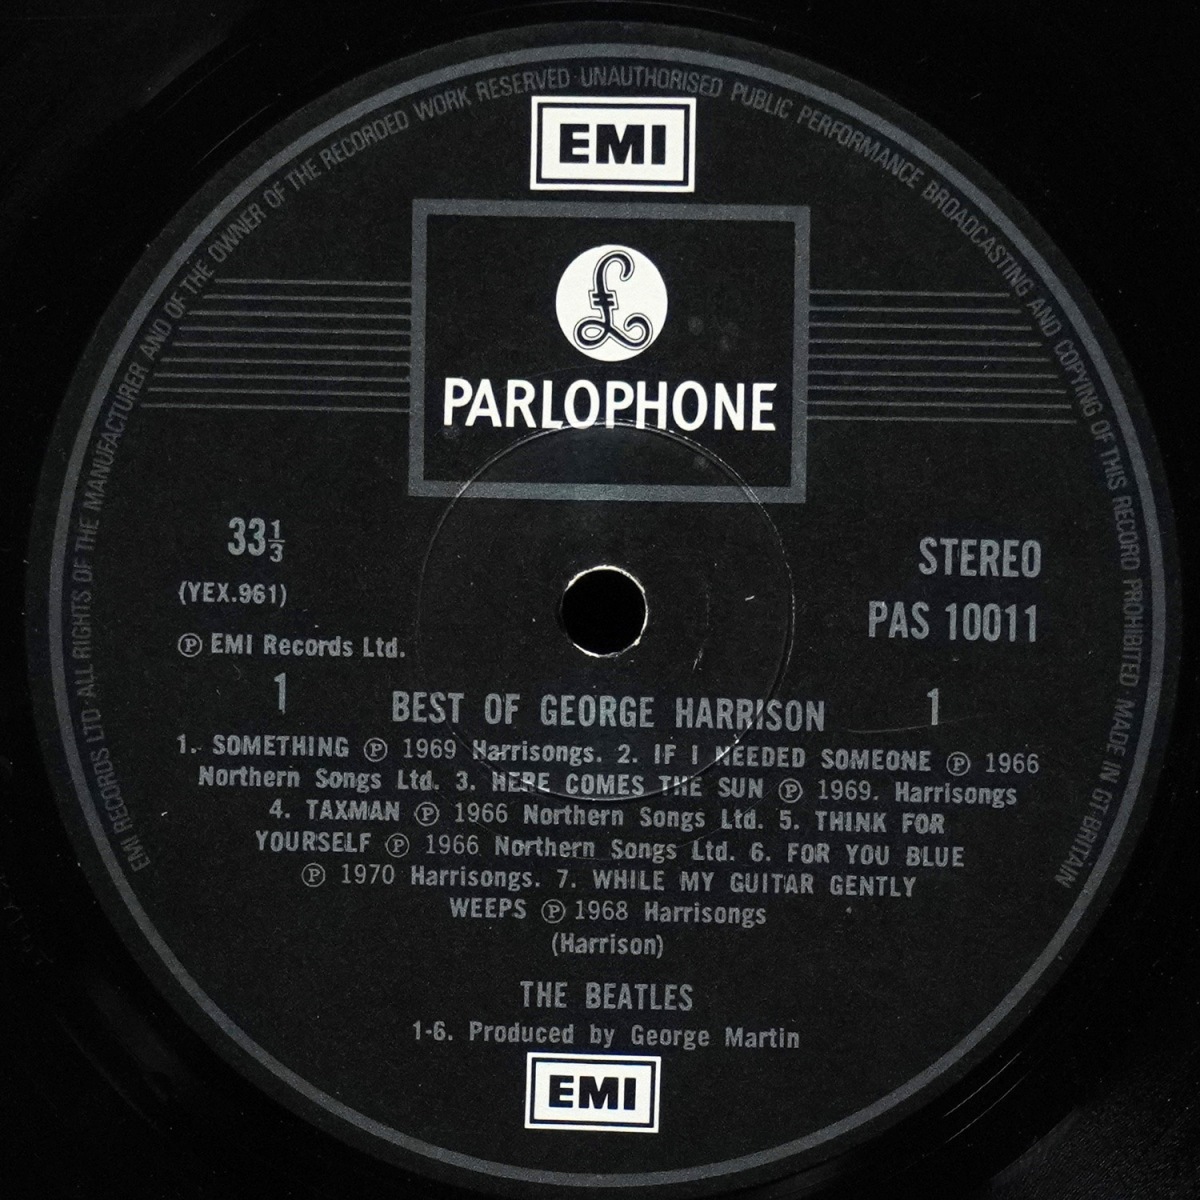 EMI RECORDS LTD·ALL RIGHTS OF THE MANUFACTURER AND OF THE OWNER OF THE RECORDED WORK RESERVED·UNAUTHORISED PUBLIC PERFORMANCE BROADCASTING AND COPYING OF THIS RECORD PROHIBITED·MADE IN GT·BRITAIN
EMI
£
PARLOPHONE
33⅓
STEREO
(YEX.961)
PAS 10011
℗ EMI Records Ltd.
1 BEST OF GEORGE HARRISON 1
1. SOMETHING ℗ 1969 Harrisongs. 2. IF I NEEDED SOMEONE ℗ 1966
Northern Songs Ltd. 3. HERE COMES THE SUN ℗ 1969. Harrisongs
4. TAXMAN ℗ 1966 Northern Songs Ltd. 5. THINK FOR
YOURSELF ℗ 1966 Northern Songs Ltd. 6. FOR YOU BLUE
℗ 1970 Harrisongs. 7. WHILE MY GUITAR GENTLY
WEEPS ℗ 1968 Harrisongs
(Harrison)
THE BEATLES
1-6. Produced by George Martin
EMI